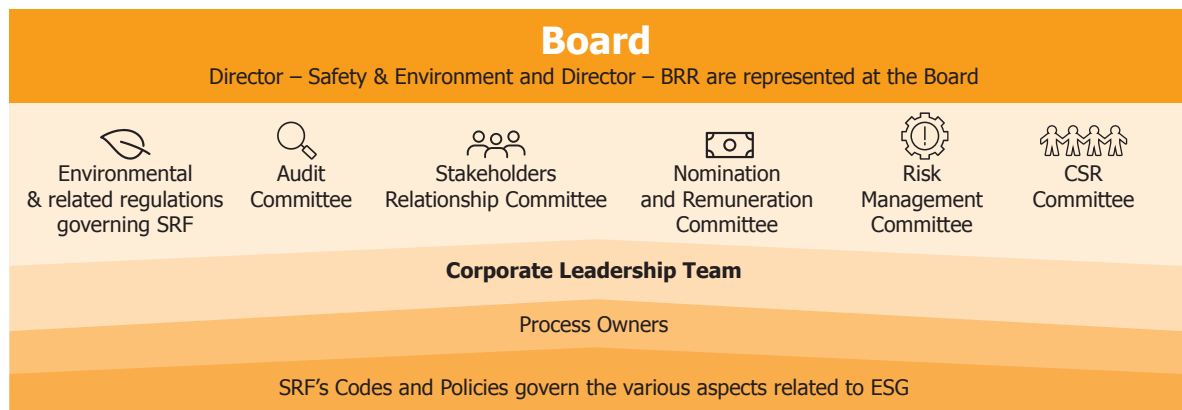 Board
Director – Safety & Environment and Director – BRR are represented at the Board
Environmental
& related regulations
governing SRF
Audit
Committee
Stakeholders
Relationship Committee
Nomination
and Remuneration
Committee
Risk
Management
Committee
CSR
Committee
Corporate Leadership Team
Process Owners
SRF's Codes and Policies govern the various aspects related to ESG